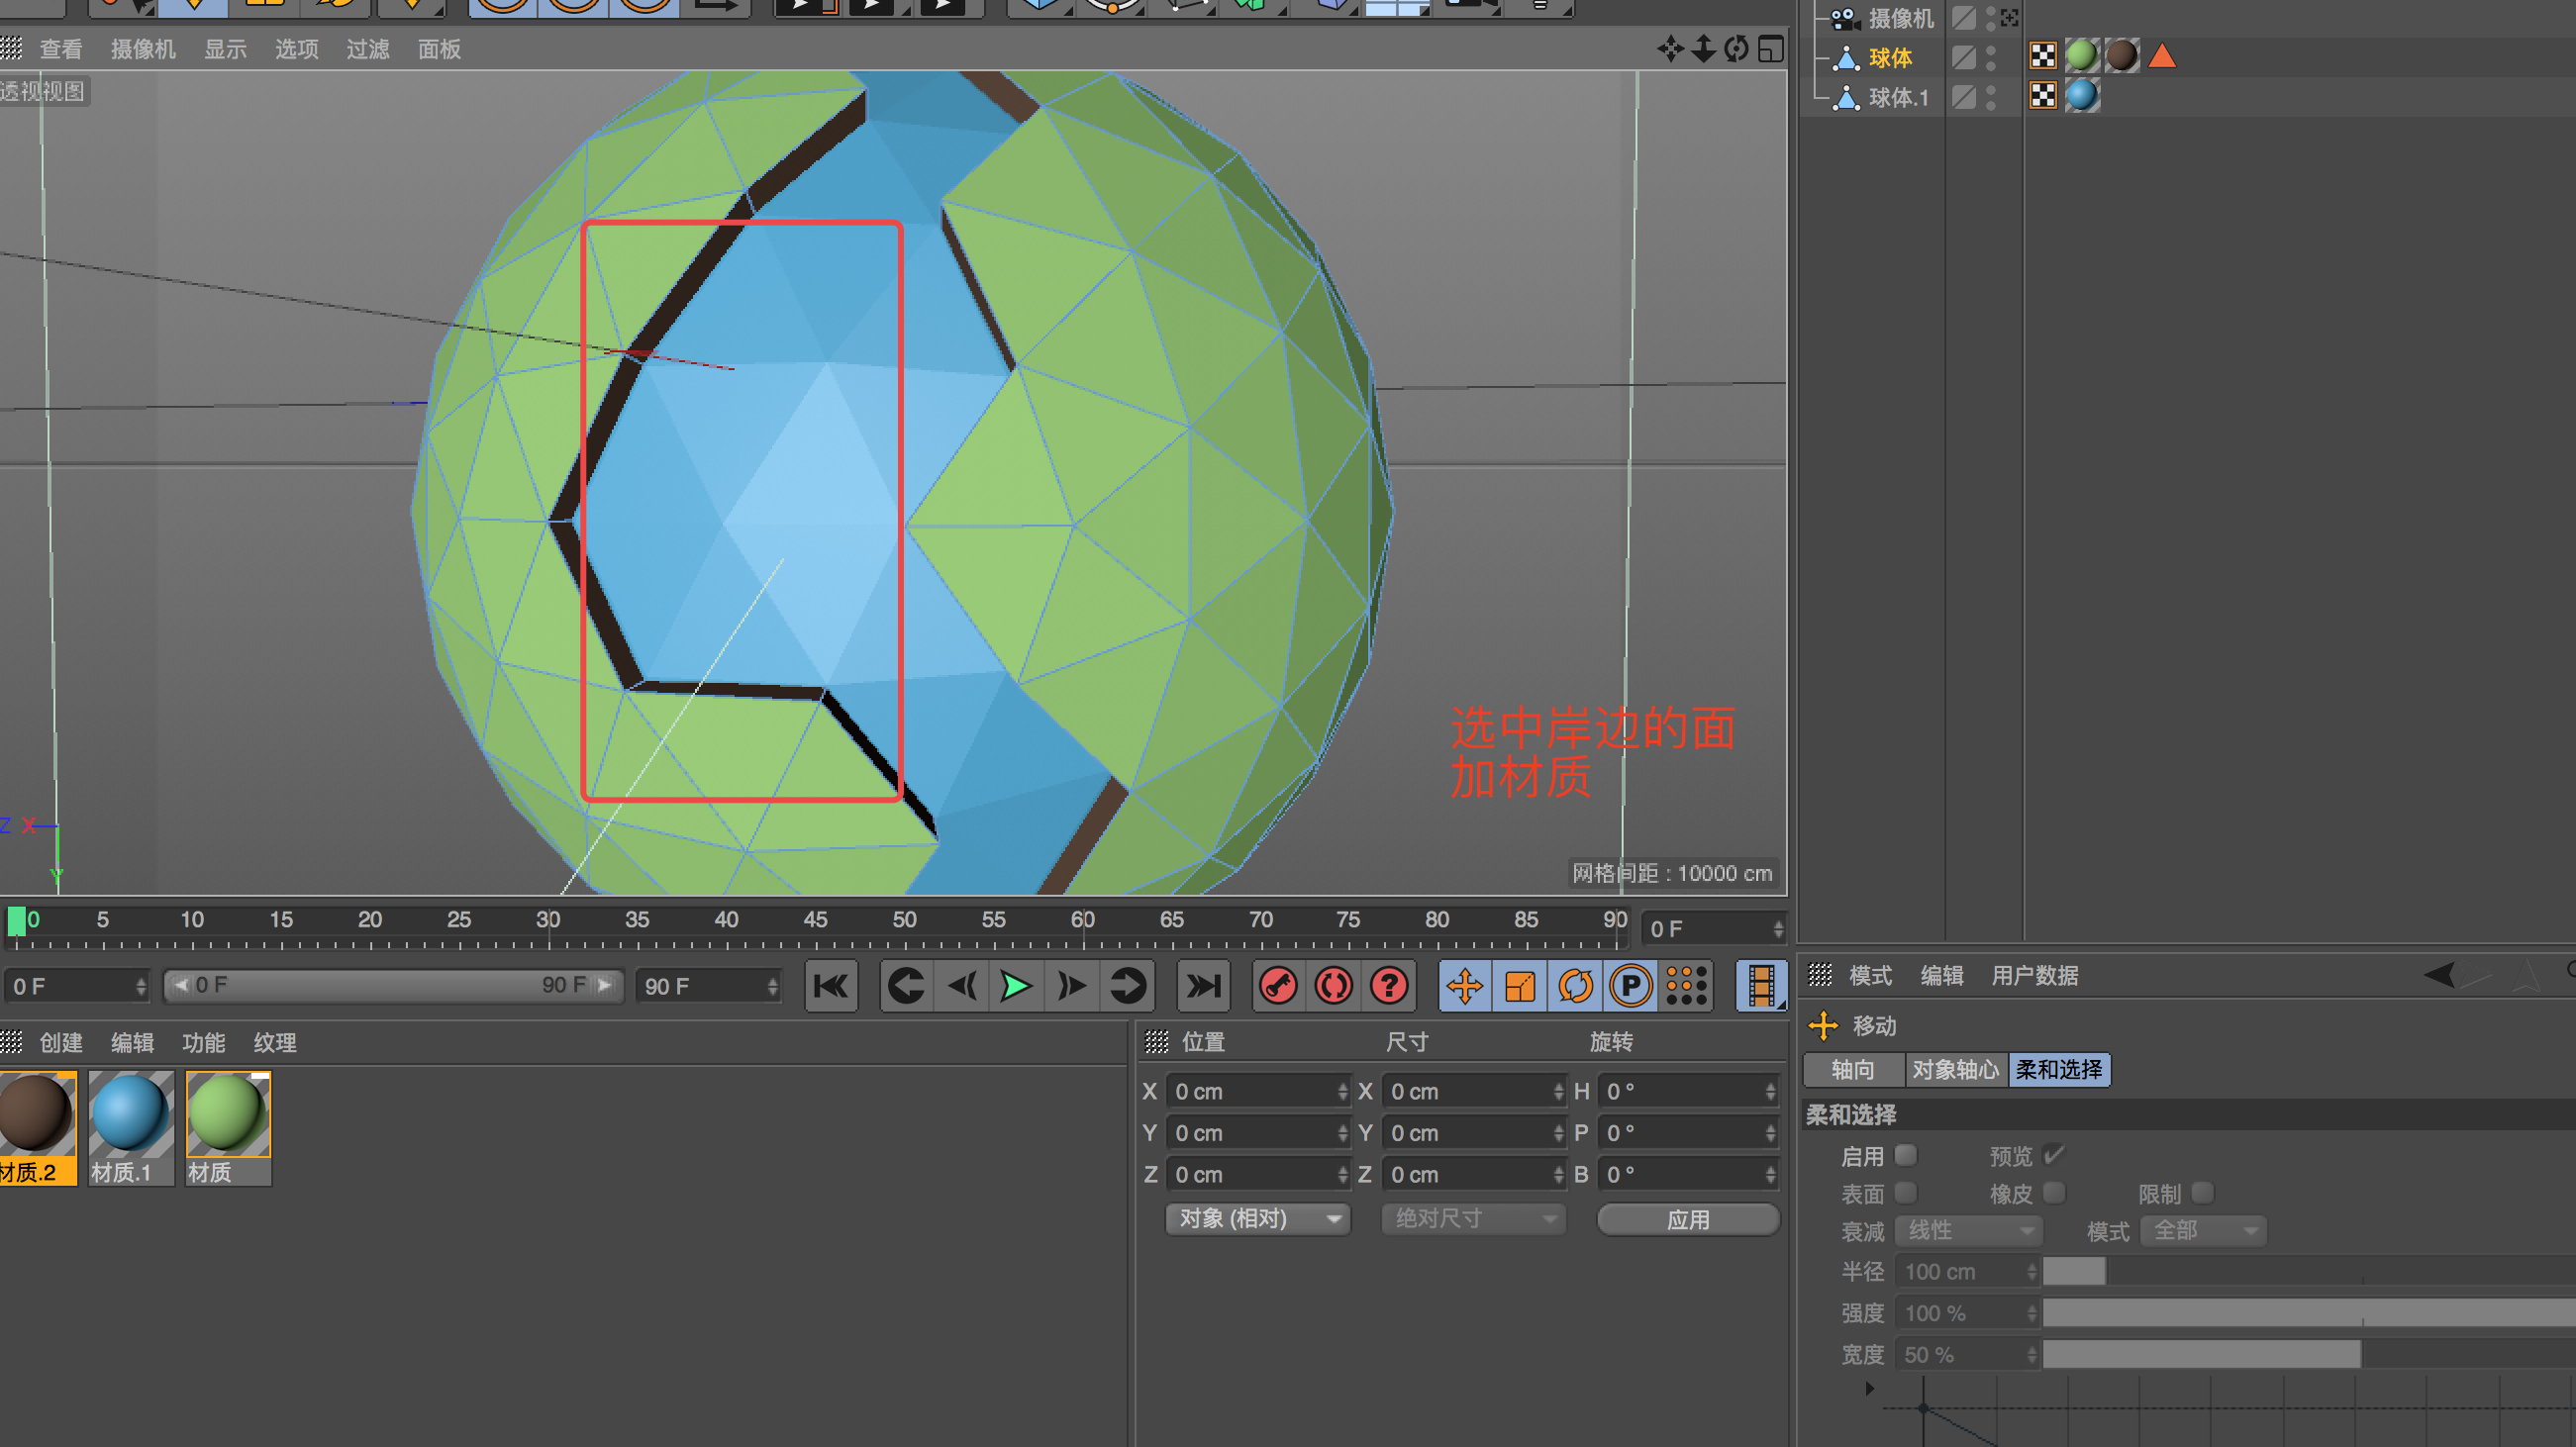 查看 摄像机 显示 选项 过滤 面板
透视视图
摄像机
球体
球体.1
选中岸边的面
加材质
网格间距 : 10000 cm
Z X
Y
0 5 10 15 20 25 30 35 40 45 50 55 60 65 70 75 80 85 90
0 F
0 F 0 F 90 F 90 F
P
模式 编辑 用户数据
移动
轴向 对象轴心 柔和选择
柔和选择
启用 预览
表面 橡皮 限制
衰减 线性 模式 全部
半径 100 cm
强度 100 %
宽度 50 %
创建 编辑 功能 纹理
材质.2 材质.1 材质
位置 尺寸 旋转
X 0 cm X 0 cm H 0 °
Y 0 cm Y 0 cm P 0 °
Z 0 cm Z 0 cm B 0 °
对象 (相对) 绝对尺寸 应用